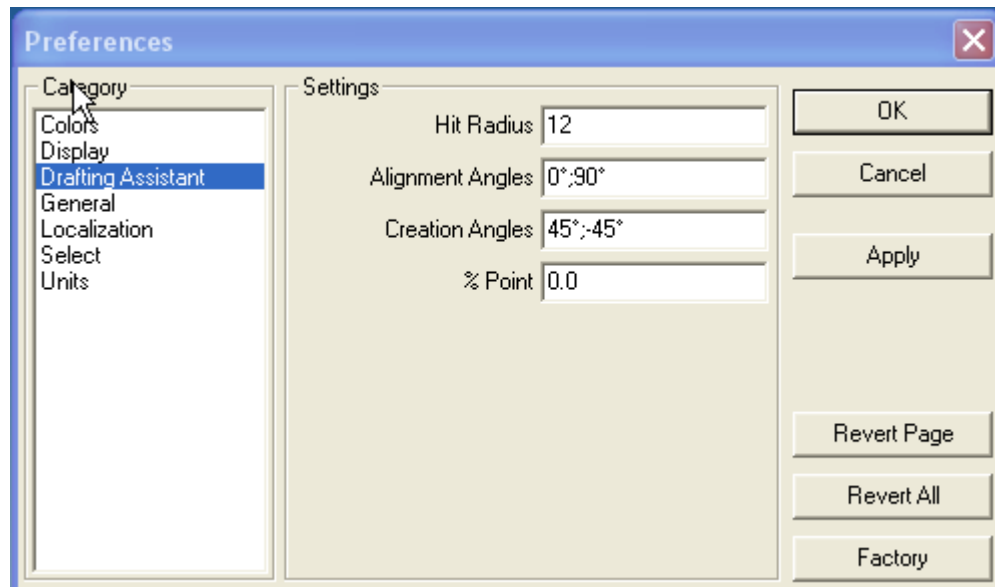 Preferences
Category
Colors
Display
Drafting Assistant
General
Localization
Select
Units
Settings
Hit Radius 12
Alignment Angles 0°;90°
Creation Angles 45°;-45°
% Point 0.0
OK
Cancel
Apply
Revert Page
Revert All
Factory